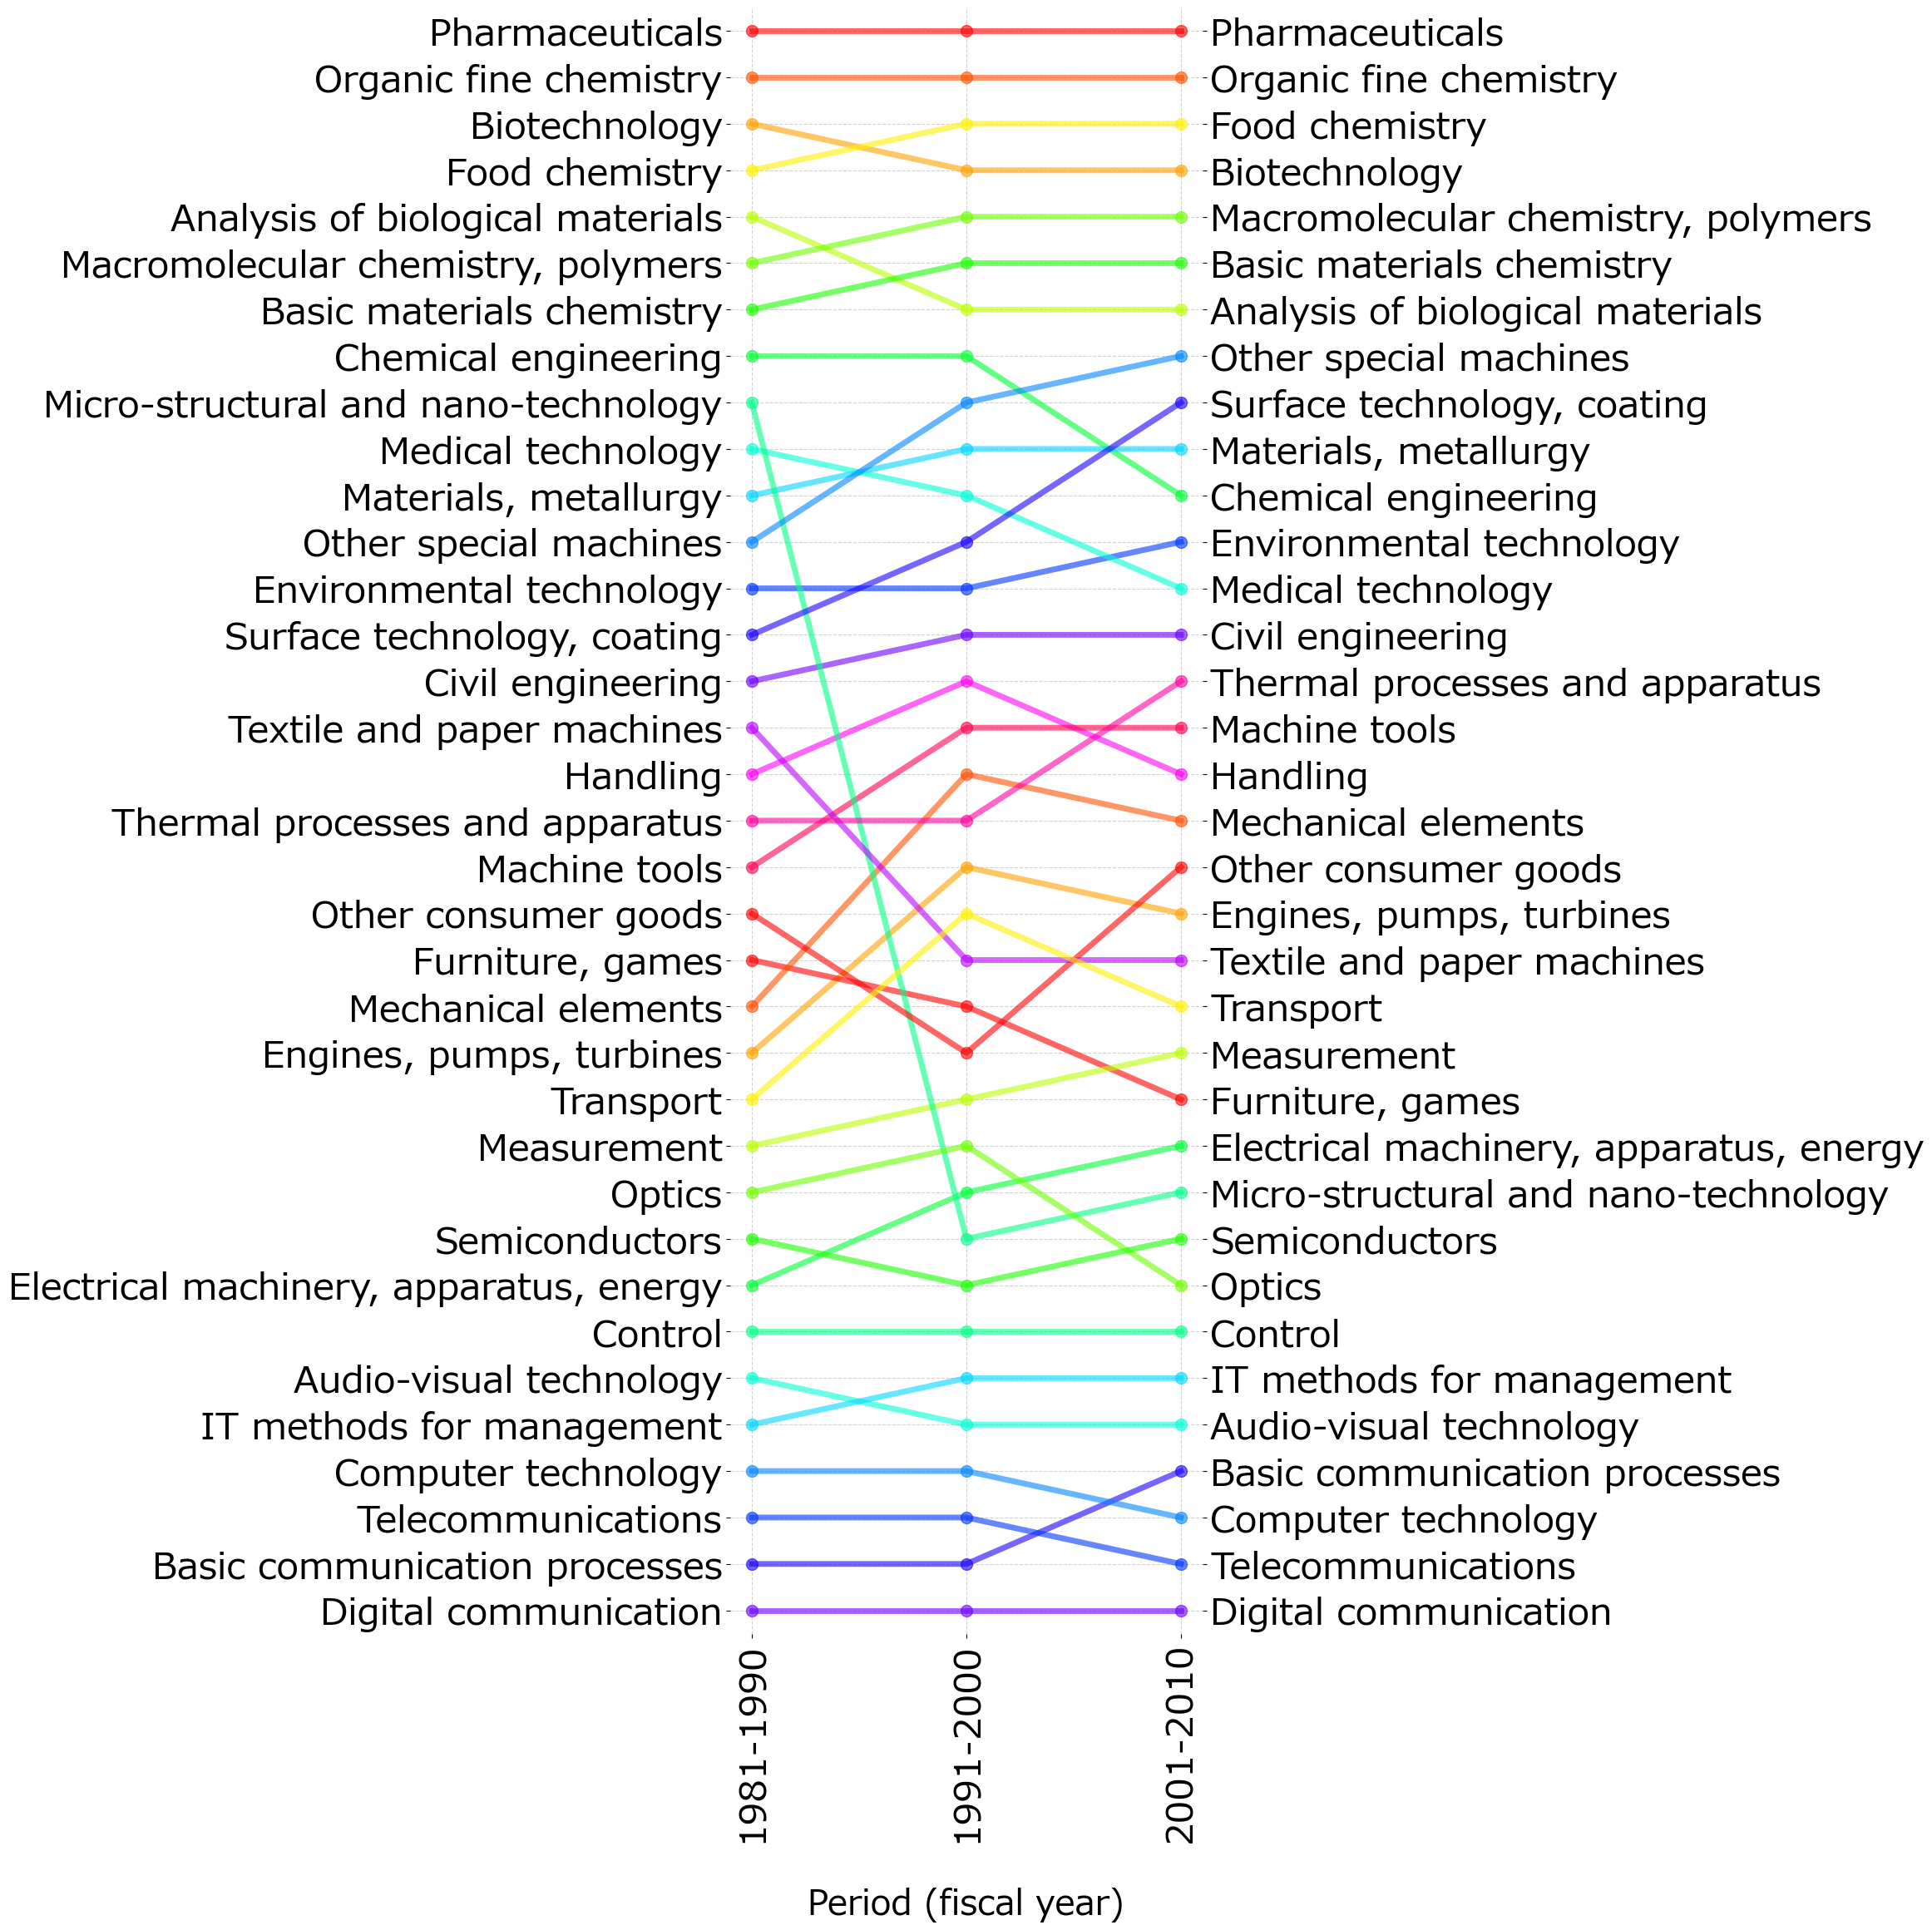 Pharmaceuticals
Organic fine chemistry
Biotechnology
Food chemistry
Analysis of biological materials
Macromolecular chemistry, polymers
Basic materials chemistry
Chemical engineering
Micro-structural and nano-technology
Medical technology
Materials, metallurgy
Other special machines
Environmental technology
Surface technology, coating
Civil engineering
Textile and paper machines
Handling
Thermal processes and apparatus
Machine tools
Other consumer goods
Furniture, games
Mechanical elements
Engines, pumps, turbines
Transport
Measurement
Optics
Semiconductors
Electrical machinery, apparatus, energy
Control
Audio-visual technology
IT methods for management
Computer technology
Telecommunications
Basic communication processes
Digital communication
Pharmaceuticals
Organic fine chemistry
Food chemistry
Biotechnology
Macromolecular chemistry, polymers
Basic materials chemistry
Analysis of biological materials
Other special machines
Surface technology, coating
Materials, metallurgy
Chemical engineering
Environmental technology
Medical technology
Civil engineering
Thermal processes and apparatus
Machine tools
Handling
Mechanical elements
Other consumer goods
Engines, pumps, turbines
Textile and paper machines
Transport
Measurement
Furniture, games
Electrical machinery, apparatus, energy
Micro-structural and nano-technology
Semiconductors
Optics
Control
IT methods for management
Audio-visual technology
Basic communication processes
Computer technology
Telecommunications
Digital communication
1981-1990
1991-2000
2001-2010
Period (fiscal year)